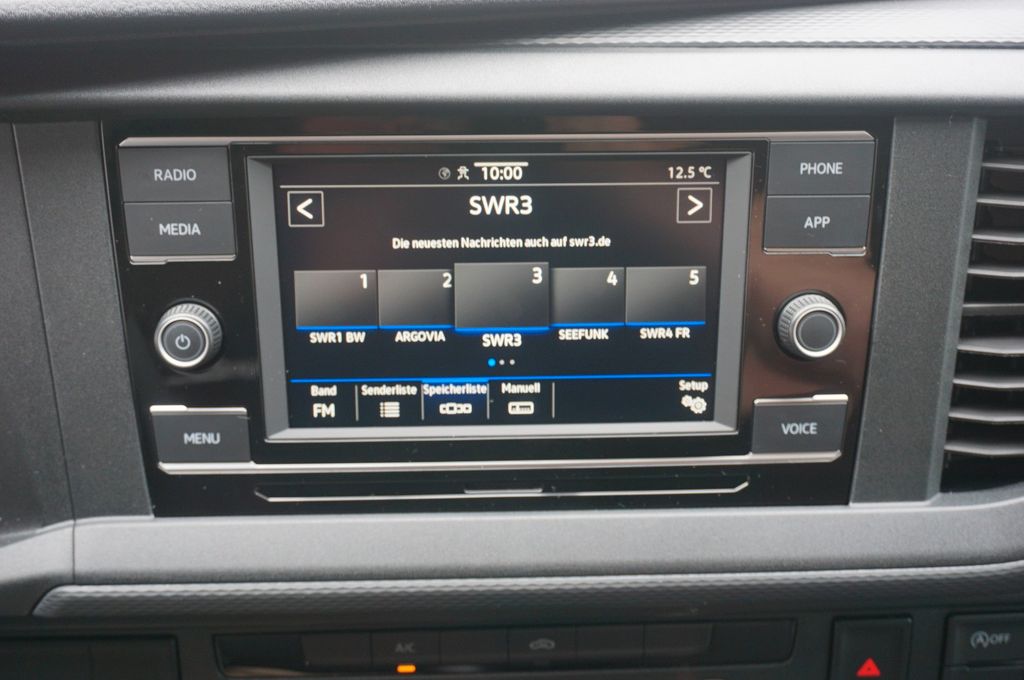 RADIO
MEDIA
MENU
10:00
12.5 °C
<
SWR3
>
Die neuesten Nachrichten auch auf swr3.de
1 2 3 4 5
SWR1 BW ARGOVIA SWR3 SEEFUNK SWR4 FR
Band Senderliste Speicherliste Manuell Setup
FM
PHONE
APP
VOICE
A/C
A OFF